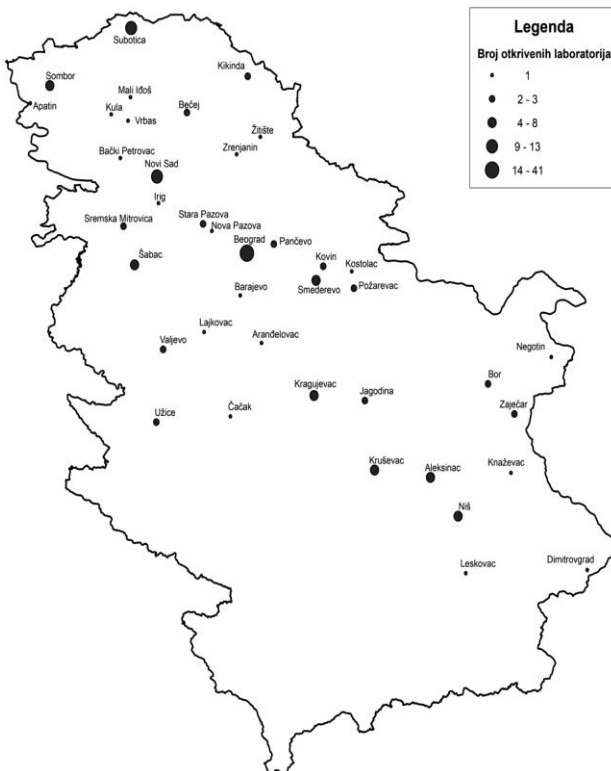 Legenda
Broj otkrivenih laboratorija
1
2 - 3
4 - 8
9 - 13
14 - 41
Subotica
Kikinda
Sombor
Mali Iđoš
Apatin
Kula
Vrbas
Bečej
Žitište
Zrenjanin
Bački Petrovac
Novi Sad
Irig
Sremska Mitrovica
Stara Pazova
Nova Pazova
Beograd
Pančevo
Šabac
Kovin
Kostolac
Smederevo
Požarevac
Barajevo
Lajkovac
Aranđelovac
Valjevo
Negotin
Bor
Kragujevac
Jagodina
Zaječar
Užice
Čačak
Kruševac
Aleksinac
Knaževac
Niš
Leskovac
Dimitrovgrad